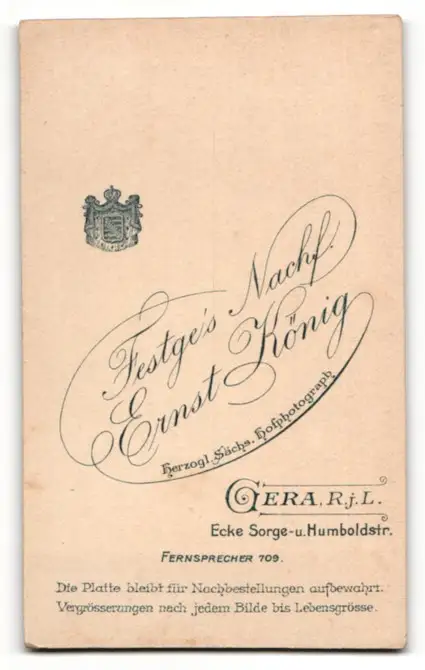 Festge's Nachf.
Ernst König
Herzogl. Sächs. Hofphotograph
GERA, R.j.L.
Ecke Sorge-u. Humboldtstr.
FERNSPRECHER 709.
Die Platte bleibt für Nachbestellungen aufbewahrt.
Vergrösserungen nach jedem Bilde bis Lebensgrösse.